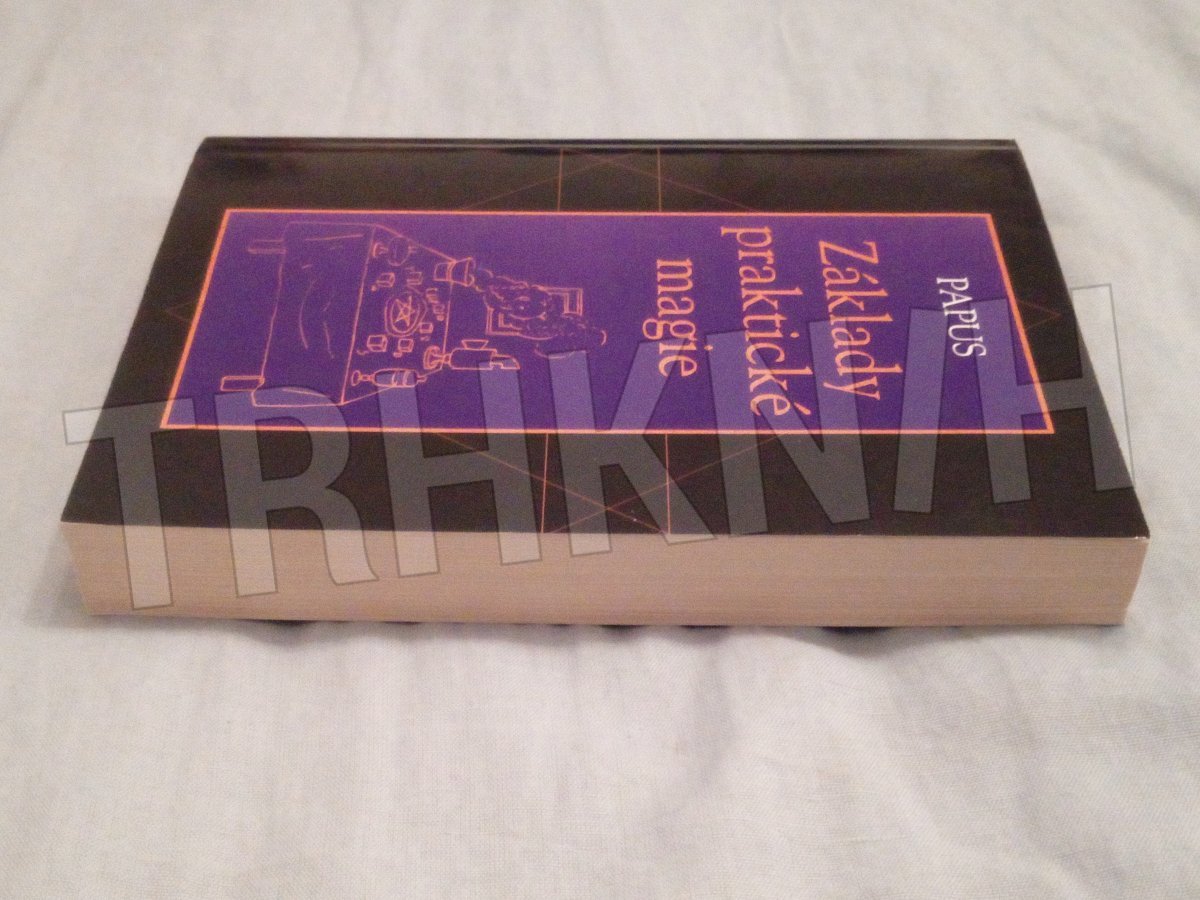 PAPUS
Základy
praktické
magie
TRHKNIH